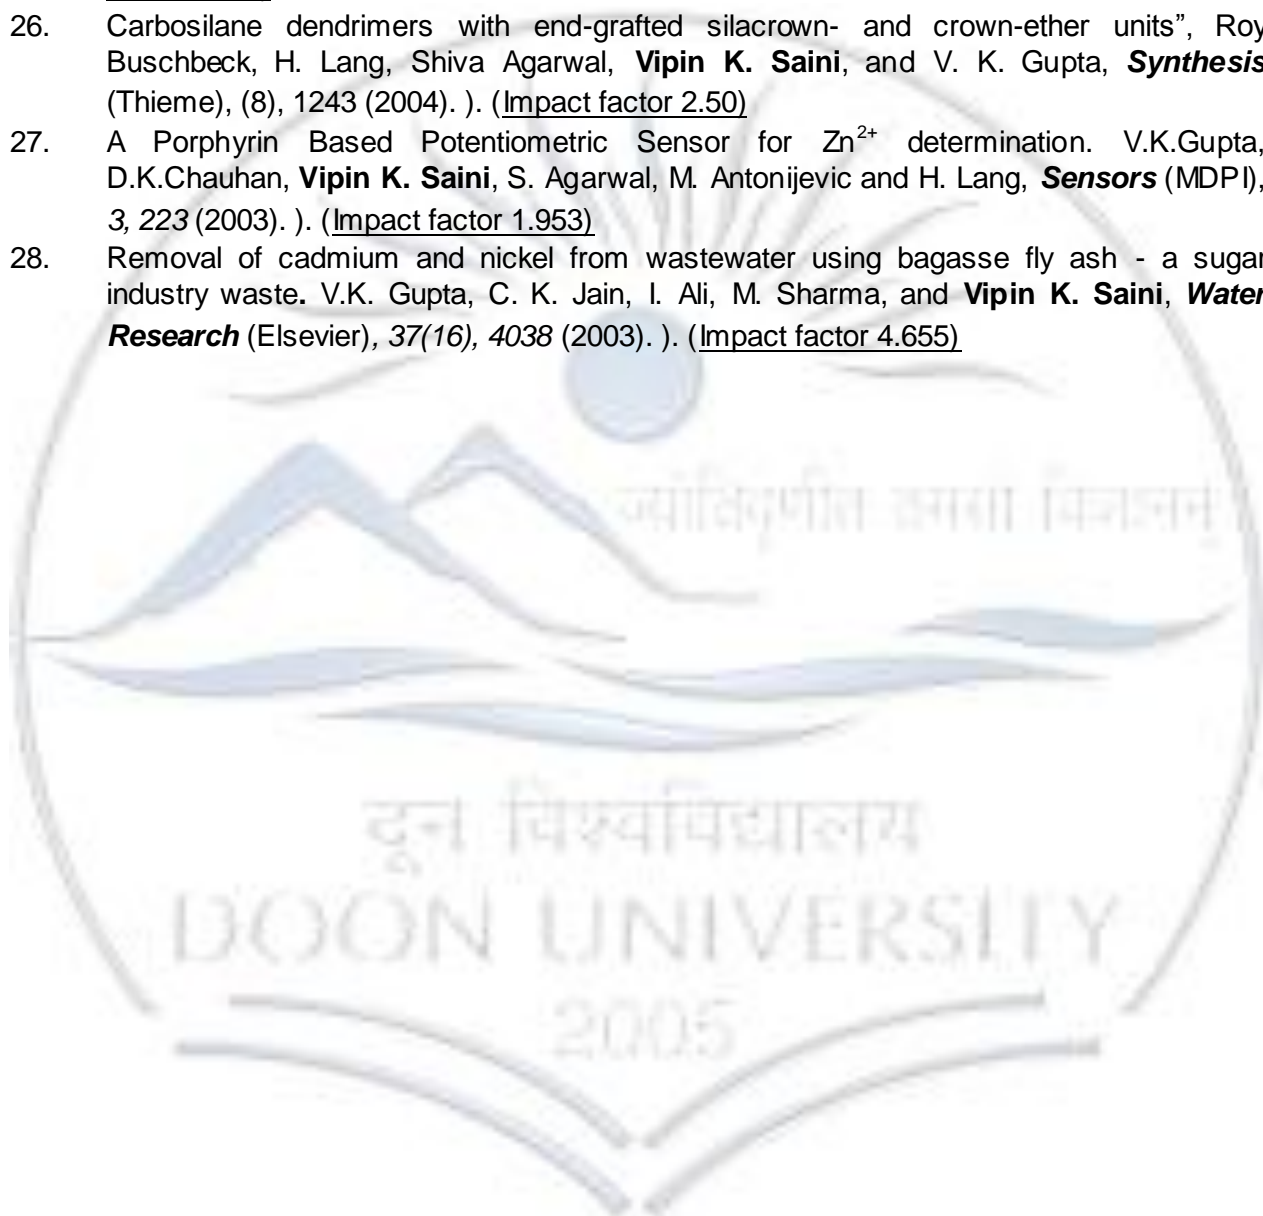 26. Carbosilane dendrimers with end-grafted silacrown- and crown-ether units”, Roy
Buschbeck, H. Lang, Shiva Agarwal, Vipin K. Saini, and V. K. Gupta, Synthesis
(Thieme), (8), 1243 (2004). ). (Impact factor 2.50)
27. A Porphyrin Based Potentiometric Sensor for Zn2+ determination. V.K.Gupta,
D.K.Chauhan, Vipin K. Saini, S. Agarwal, M. Antonijevic and H. Lang, Sensors (MDPI),
3, 223 (2003). ). (Impact factor 1.953)
28. Removal of cadmium and nickel from wastewater using bagasse fly ash - a sugar
industry waste. V.K. Gupta, C. K. Jain, I. Ali, M. Sharma, and Vipin K. Saini, Water
Research (Elsevier), 37(16), 4038 (2003). ). (Impact factor 4.655)
दून विश्वविद्यालय
DOON UNIVERSITY
2005